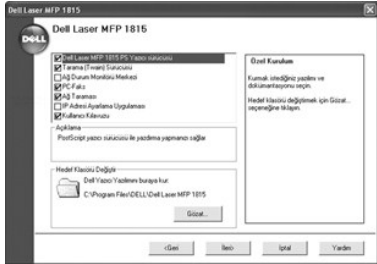 Dell Laser MFP 1815
DELL
Dell Laser MFP 1815
Dell Laser MFP 1815 PS Yazıcı sürücüsü
Tarama (Twain) Sürücüsü
Ağ Durum Monitörü Merkezi
PC-Faks
Ağ Taraması
IP Adresi Ayarlama Uygulaması
Kullanıcı Kılavuzu
Özel Kurulum
Kurmak istediğiniz yazılımı ve
dokümantasyonu seçin.
Hedef klasörü değiştirmek için Gözat...
seçeneğine tıklayın.
Açıklama
PostScript yazıcı sürücüsü ile yazdırma yapmanızı sağlar
Hedef Klasörü Değiştir
Dell Yazıcı Yazılımını buraya kur:
C:\Program Files\DELL\Dell Laser MFP 1815
Gözat...
<Geri
İleri>
İptal
Yardım